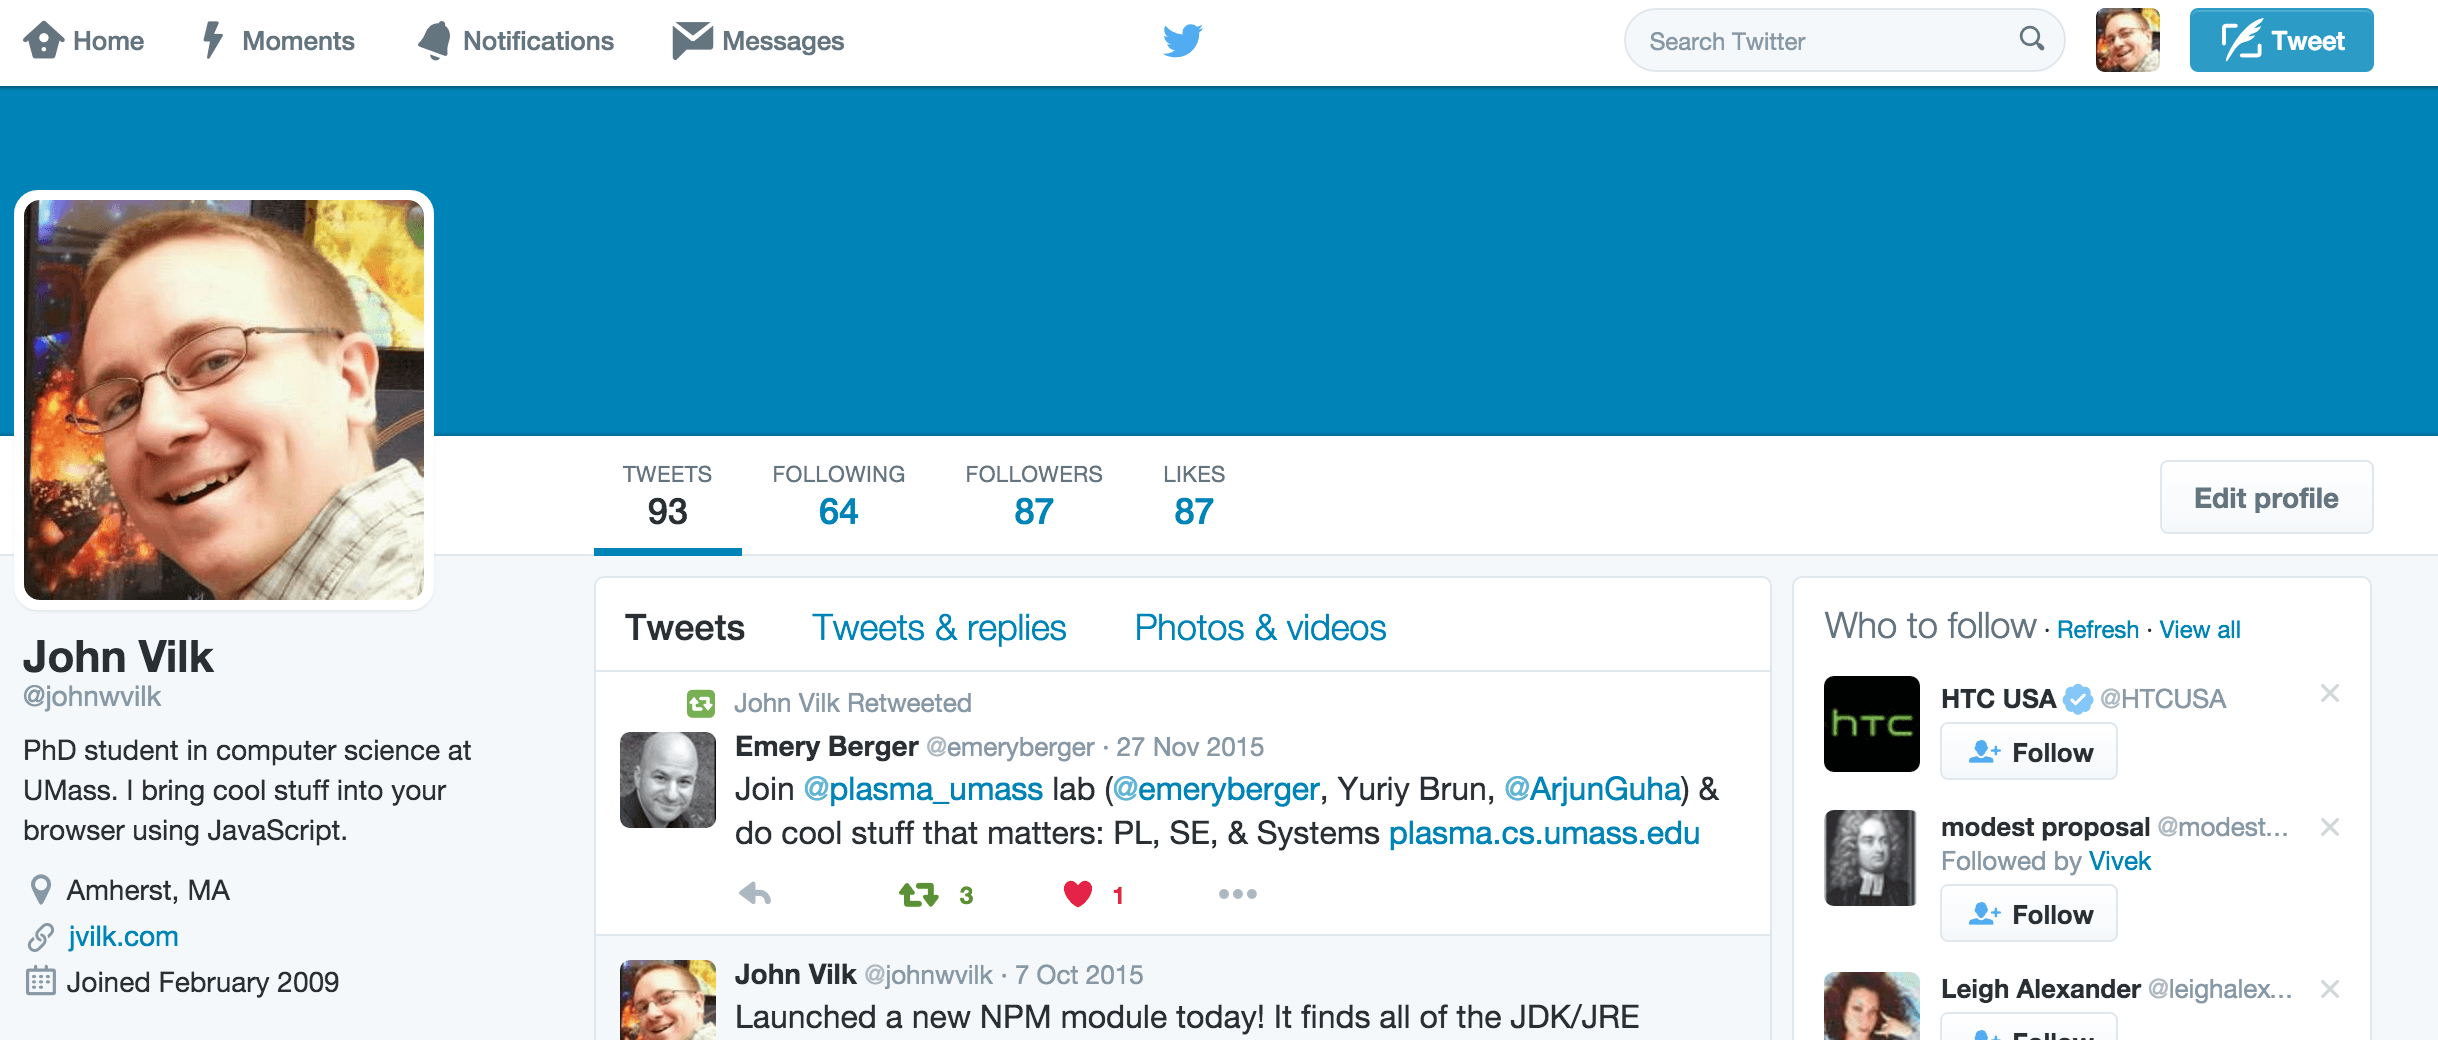 Home
Moments
Notifications
Messages
Search Twitter
Tweet
TWEETS
93
FOLLOWING
64
FOLLOWERS
87
LIKES
87
Edit profile
John Vilk
@johnwvilk
PhD student in computer science at
UMass. I bring cool stuff into your
browser using JavaScript.
Amherst, MA
jvilk.com
Joined February 2009
Tweets
Tweets & replies
Photos & videos
John Vilk Retweeted
Emery Berger @emeryberger · 27 Nov 2015
Join @plasma_umass lab (@emeryberger, Yuriy Brun, @ArjunGuha) &
do cool stuff that matters: PL, SE, & Systems plasma.cs.umass.edu
3
1
John Vilk @johnwvilk · 7 Oct 2015
Launched a new NPM module today! It finds all of the JDK/JRE
Who to follow · Refresh · View all
hTC
HTC USA @HTCUSA
Follow
modest proposal @modest...
Followed by Vivek
Follow
Leigh Alexander @leighalex...
Follow